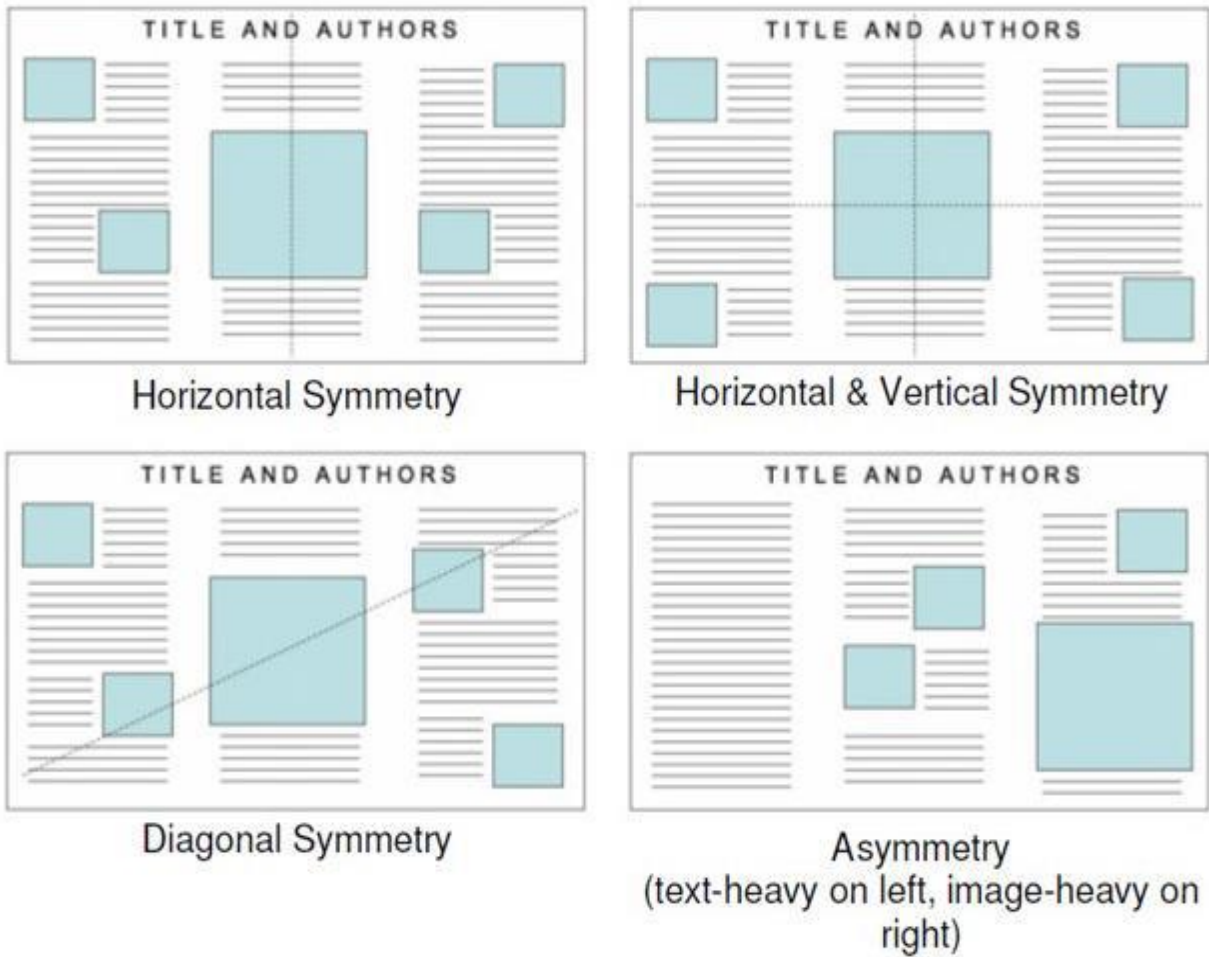 TITLE AND AUTHORS
TITLE AND AUTHORS
Horizontal Symmetry
Horizontal & Vertical Symmetry
TITLE AND AUTHORS
TITLE AND AUTHORS
Diagonal Symmetry
Asymmetry
(text-heavy on left, image-heavy on
right)